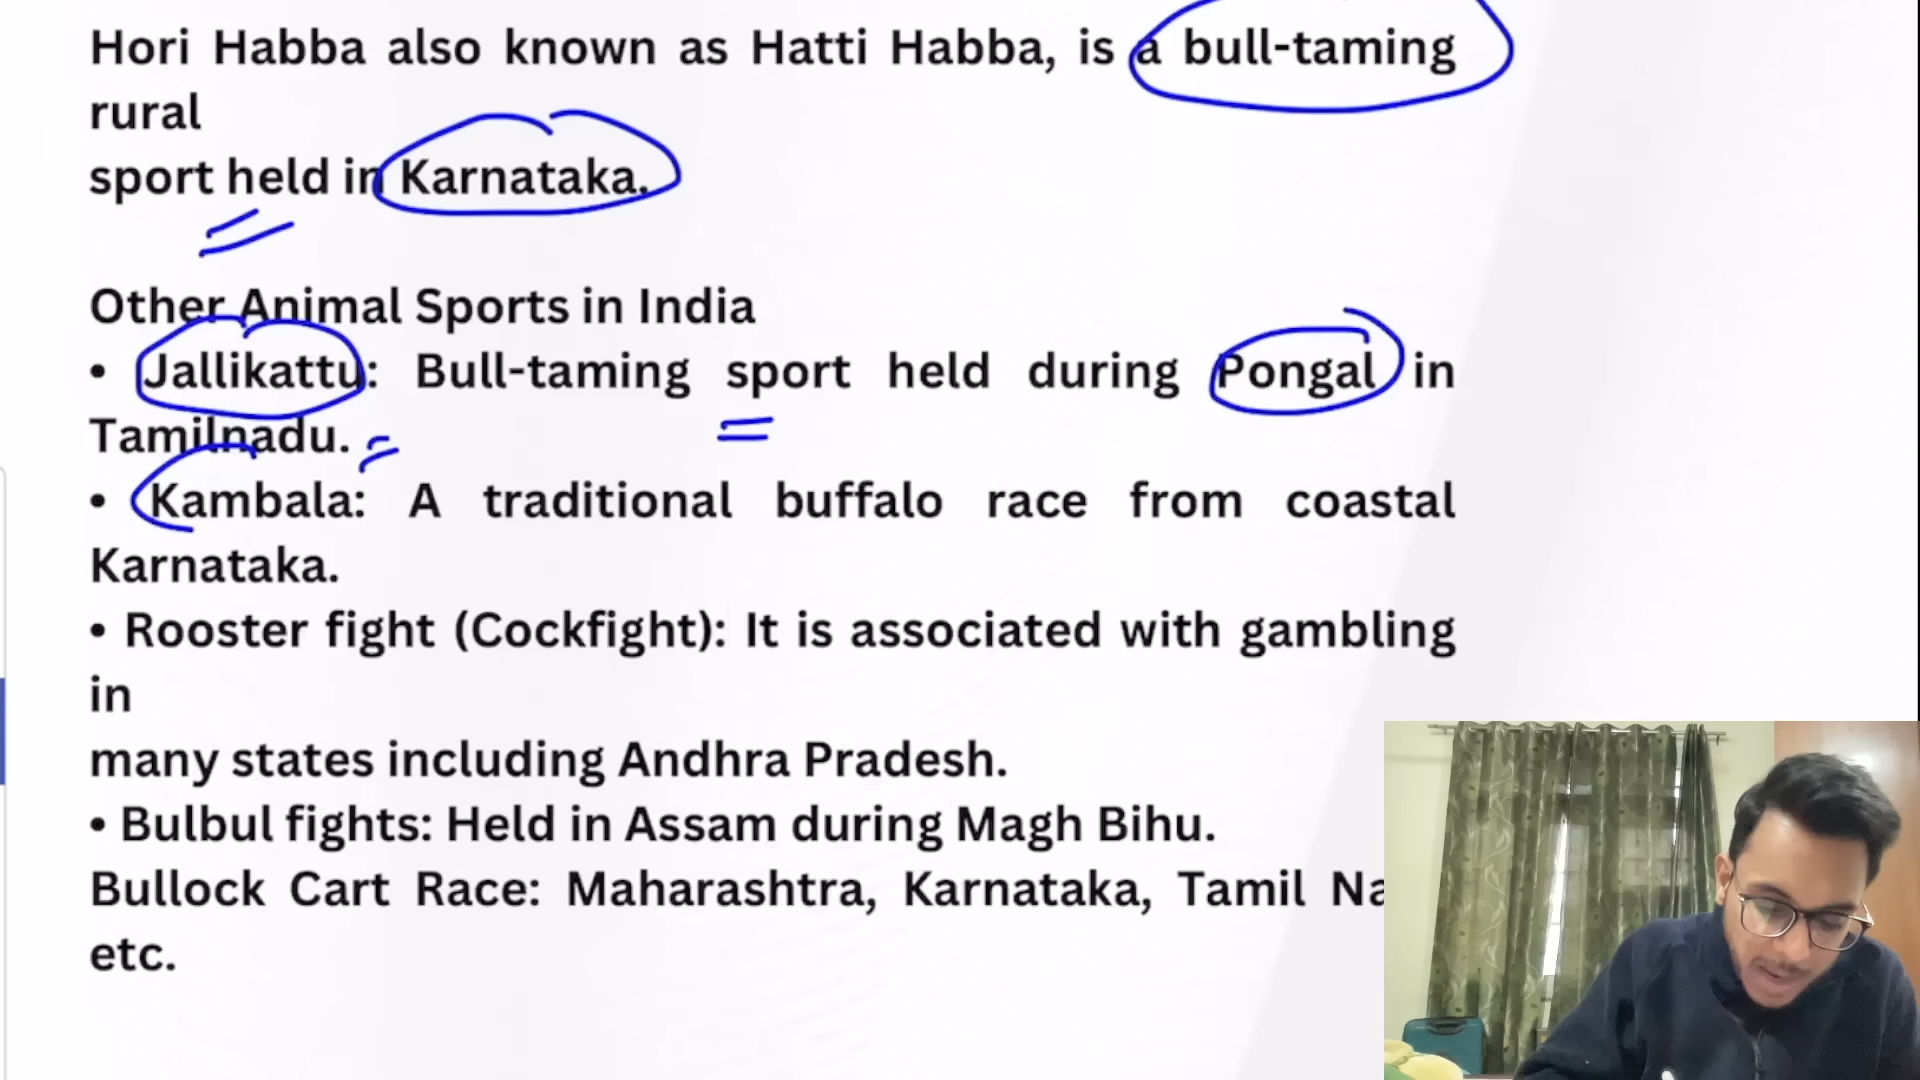 Hori Habba also known as Hatti Habba, is a bull-taming
rural
sport held in Karnataka.
Other Animal Sports in India
• Jallikattu: Bull-taming sport held during Pongal in
Tamilnadu.
• Kambala: A traditional buffalo race from coastal
Karnataka.
• Rooster fight (Cockfight): It is associated with gambling
in
many states including Andhra Pradesh.
• Bulbul fights: Held in Assam during Magh Bihu.
Bullock Cart Race: Maharashtra, Karnataka, Tamil Na
etc.